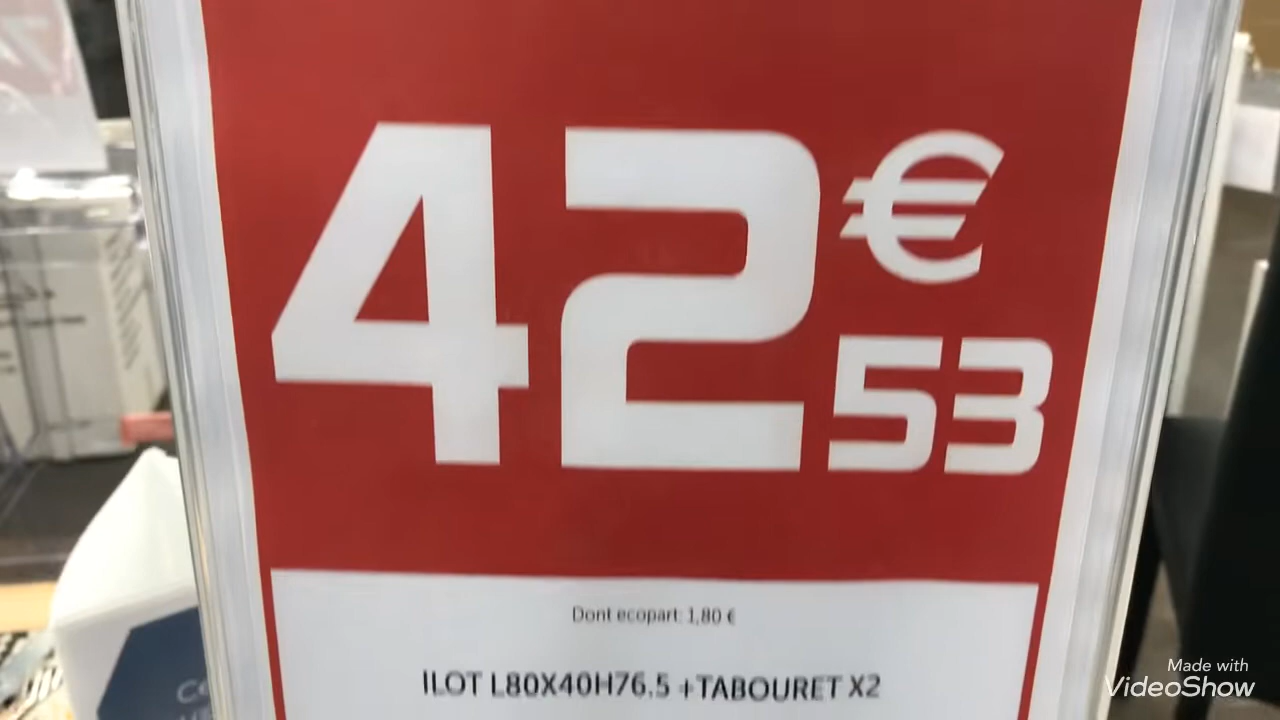 42€
53
Dont ecopart: 1,80 €
ILOT L80X40H76,5 +TABOURET X2
Made with
VideoShow